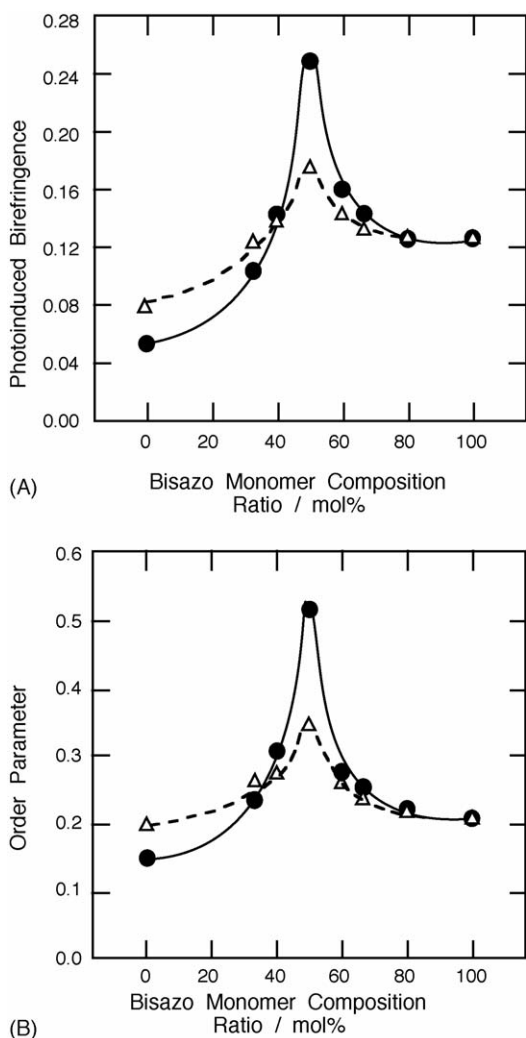 0.28
0.24
0.20
0.16
0.12
0.08
0.04
0.00
Photoinduced Birefringence
0 20 40 60 80 100
(A)
Bisazo Monomer Composition
Ratio / mol%
0.6
0.5
0.4
0.3
0.2
0.1
0.0
Order Parameter
0 20 40 60 80 100
Bisazo Monomer Composition
(B)
Ratio / mol%